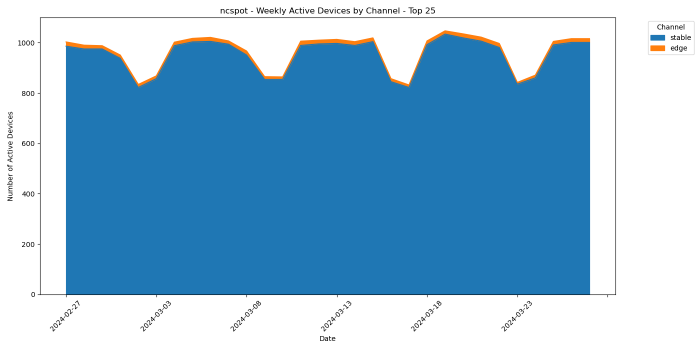 ncspot - Weekly Active Devices by Channel - Top 25
Channel
stable
edge
Number of Active Devices
1000
800
600
400
200
0
2024-02-27
2024-03-03
2024-03-08
2024-03-13
2024-03-18
2024-03-23
Date